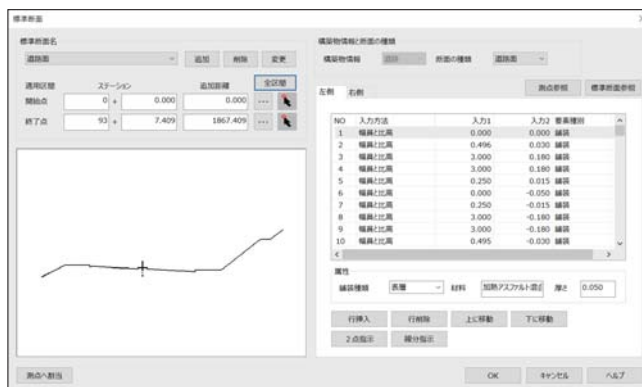 標準断面
標準断面名
道路面
追加 削除 変更
適用区間 ステーション 追加距離 全区間
開始点 0 + 0.000 0.000 ...
終了点 93 + 7.409 1867.409 ...
測点へ割当
構築物情報と断面の種類
構築物情報 道路 断面の種類 道路面
左側 右側 測点参照 標準断面参照
NO 入力方法 入力1 入力2 要素種別
1 幅員と比高 0.000 0.000 舗装
2 幅員と比高 0.496 0.030 舗装
3 幅員と比高 3.000 0.180 舗装
4 幅員と比高 3.000 0.180 舗装
5 幅員と比高 0.250 0.015 舗装
6 幅員と比高 0.000 -0.050 舗装
7 幅員と比高 0.250 -0.015 舗装
8 幅員と比高 3.000 -0.180 舗装
9 幅員と比高 3.000 -0.180 舗装
10 幅員と比高 0.495 -0.030 舗装
属性
舗装種類 表層 材料 加熱アスファルト混合 厚さ 0.050
行挿入 行削除 上に移動 下に移動
2点指示 線分指示
OK キャンセル ヘルプ